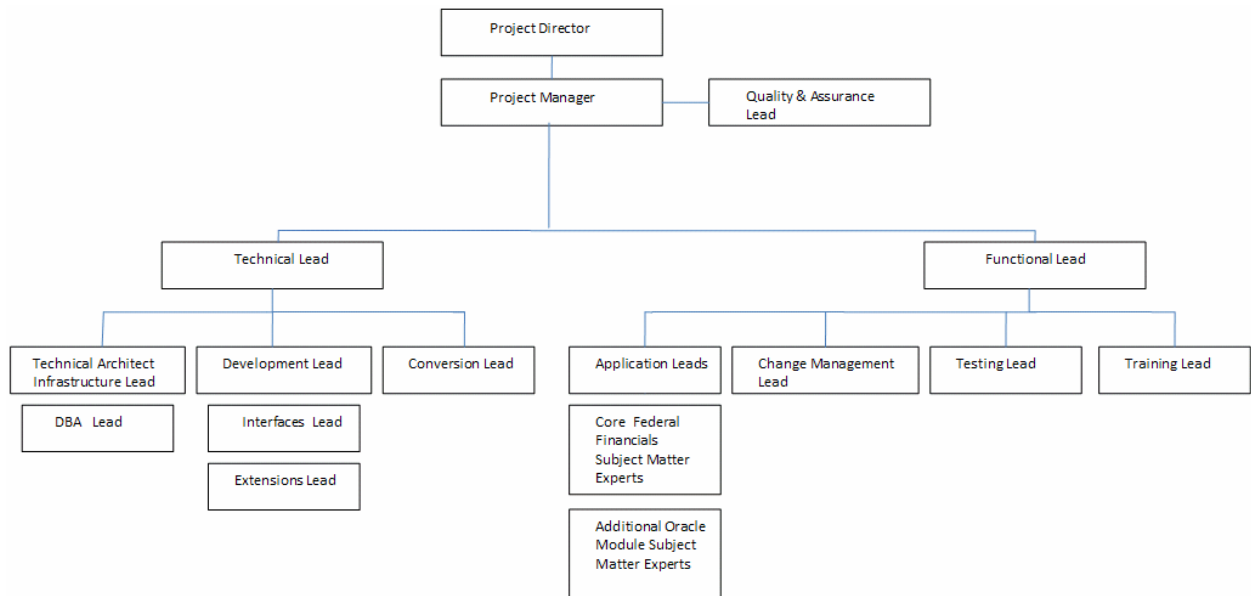 Project Director
Project Manager
Quality & Assurance
Lead
Technical Lead
Functional Lead
Technical Architect
Infrastructure Lead
Development Lead
Conversion Lead
Application Leads
Change Management
Lead
Testing Lead
Training Lead
DBA Lead
Interfaces Lead
Extensions Lead
Core Federal
Financials
Subject Matter
Experts
Additional Oracle
Module Subject
Matter Experts